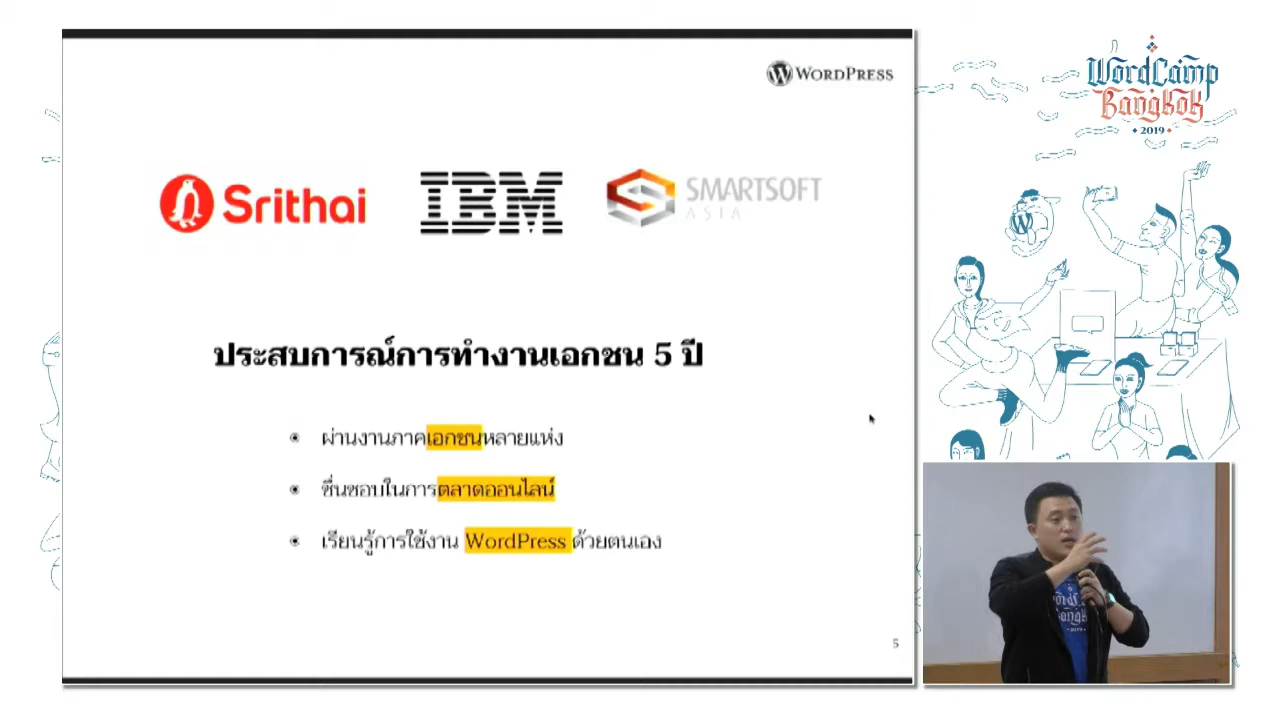 WORDPRESS
Srithai
IBM
SMARTSOFT
ASIA
ประสบการณ์การทำงานเอกชน 5 ปี
ผ่านงานภาคเอกชนหลายแห่ง
ชื่นชอบในการตลาดออนไลน์
เรียนรู้การใช้งาน WordPress ด้วยตนเอง
5
WordCamp
Bangkok
2019
WordCamp
Bangkok
2019